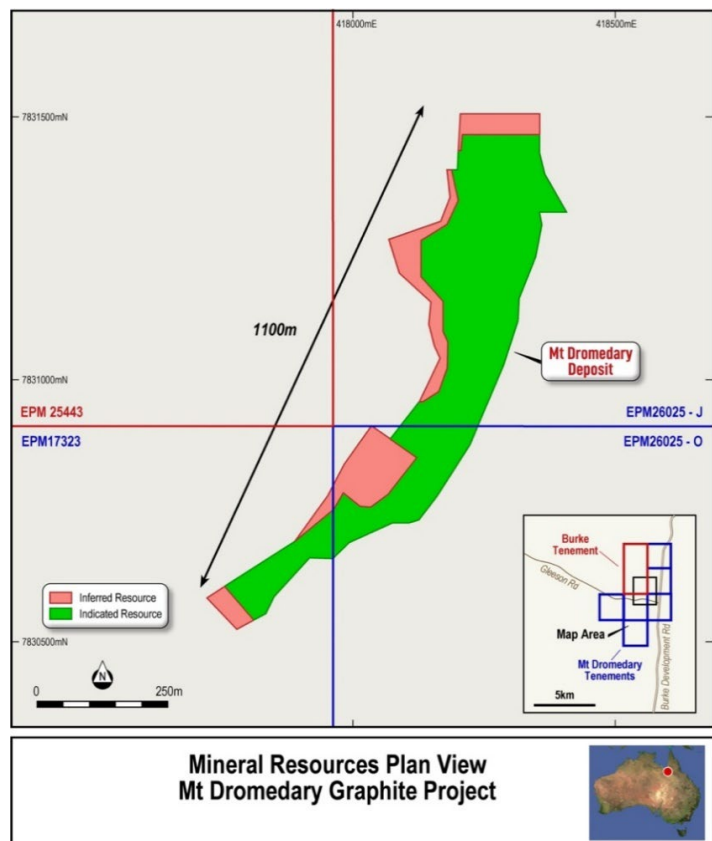 418000mE
418500mE
7831500mN
1100m
Mt Dromedary
Deposit
7831000mN
EPM 25443
EPM26025 - J
EPM17323
EPM26025 - O
Burke
Tenement
Gleeson Rd
Inferred Resource
Indicated Resource
Map Area
Burke Development Rd
Mt Dromedary
Tenements
7830500mN
N
0
250m
5km
Mineral Resources Plan View
Mt Dromedary Graphite Project